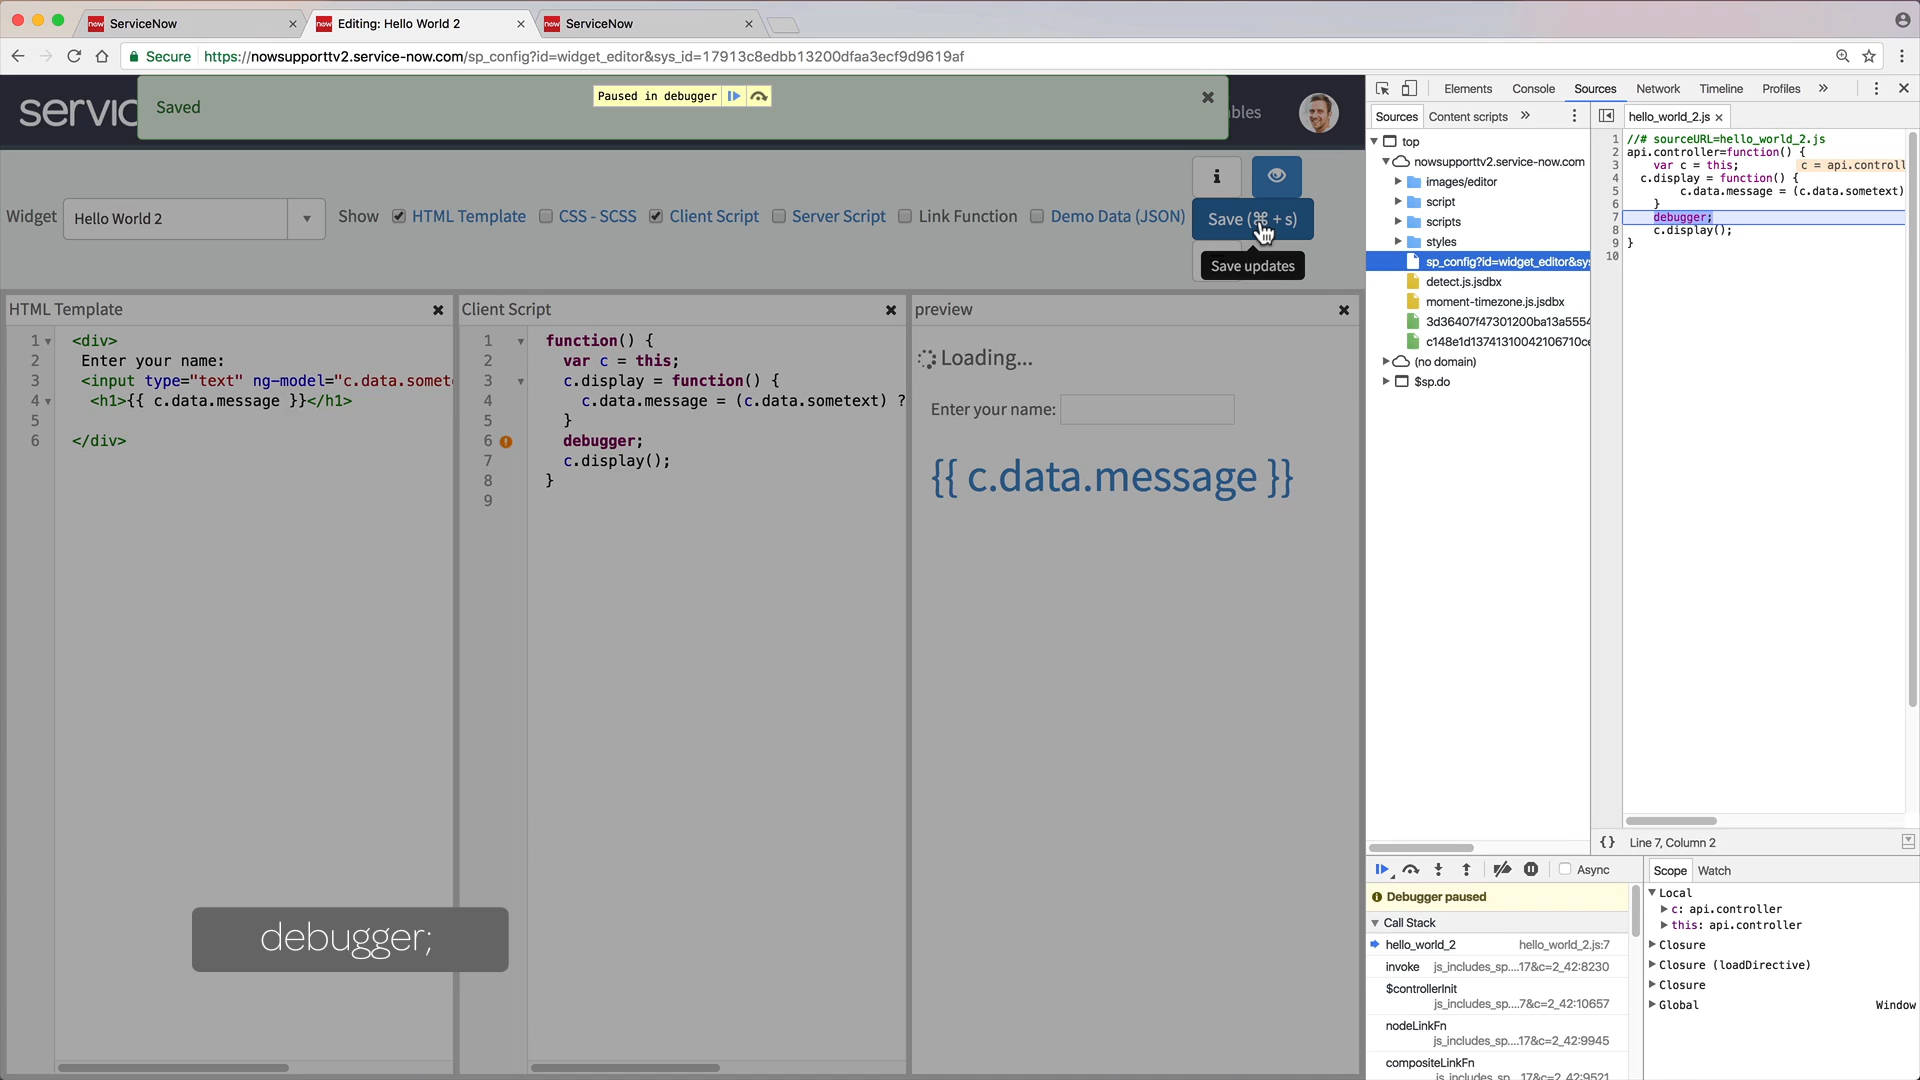 ServiceNow
Editing: Hello World 2
ServiceNow
Secure
https://nowsupporttv2.service-now.com/sp_config?id=widget_editor&sys_id=17913c8edbb13200dfaa3ecf9d9619af
servic
Saved
Paused in debugger
bles
Widget
Hello World 2
Show
HTML Template
CSS - SCSS
Client Script
Server Script
Link Function
Demo Data (JSON)
Save (⌘ + s)
Save updates
HTML Template
1 <div>
2 Enter your name:
3 <input type="text" ng-model="c.data.somet
4 <h1>{{ c.data.message }}</h1>
5
6 </div>
Client Script
1 function() {
2 var c = this;
3 c.display = function() {
4 c.data.message = (c.data.sometext) ?
5 }
6 debugger;
7 c.display();
8 }
9
preview
Loading...
Enter your name:
{{ c.data.message }}
debugger;
Elements
Console
Sources
Network
Timeline
Profiles
»
Sources
Content scripts
»
top
nowsupporttv2.service-now.com
images/editor
script
scripts
styles
sp_config?id=widget_editor&sys
detect.js.jsdbx
moment-timezone.js.jsdbx
3d36407f47301200ba13a5554
c148e1d13741310042106710ce
(no domain)
$sp.do
hello_world_2.js
1 //# sourceURL=hello_world_2.js
2 api.controller=function() {
3 var c = this; c = api.controll
4 c.display = function() {
5 c.data.message = (c.data.sometext)
6 }
7 debugger;
8 c.display();
9 }
10
{} Line 7, Column 2
Async
Debugger paused
Call Stack
hello_world_2 hello_world_2.js:7
invoke js_includes_sp....17&c=2_42:8230
$controllerInit
js_includes_sp....7&c=2_42:10657
nodeLinkFn
js_includes_sp....17&c=2_42:9945
compositeLinkFn
js_includes_sp....17&c=2_42:9521
Scope
Watch
Local
c: api.controller
this: api.controller
Closure
Closure (loadDirective)
Closure
Global Window